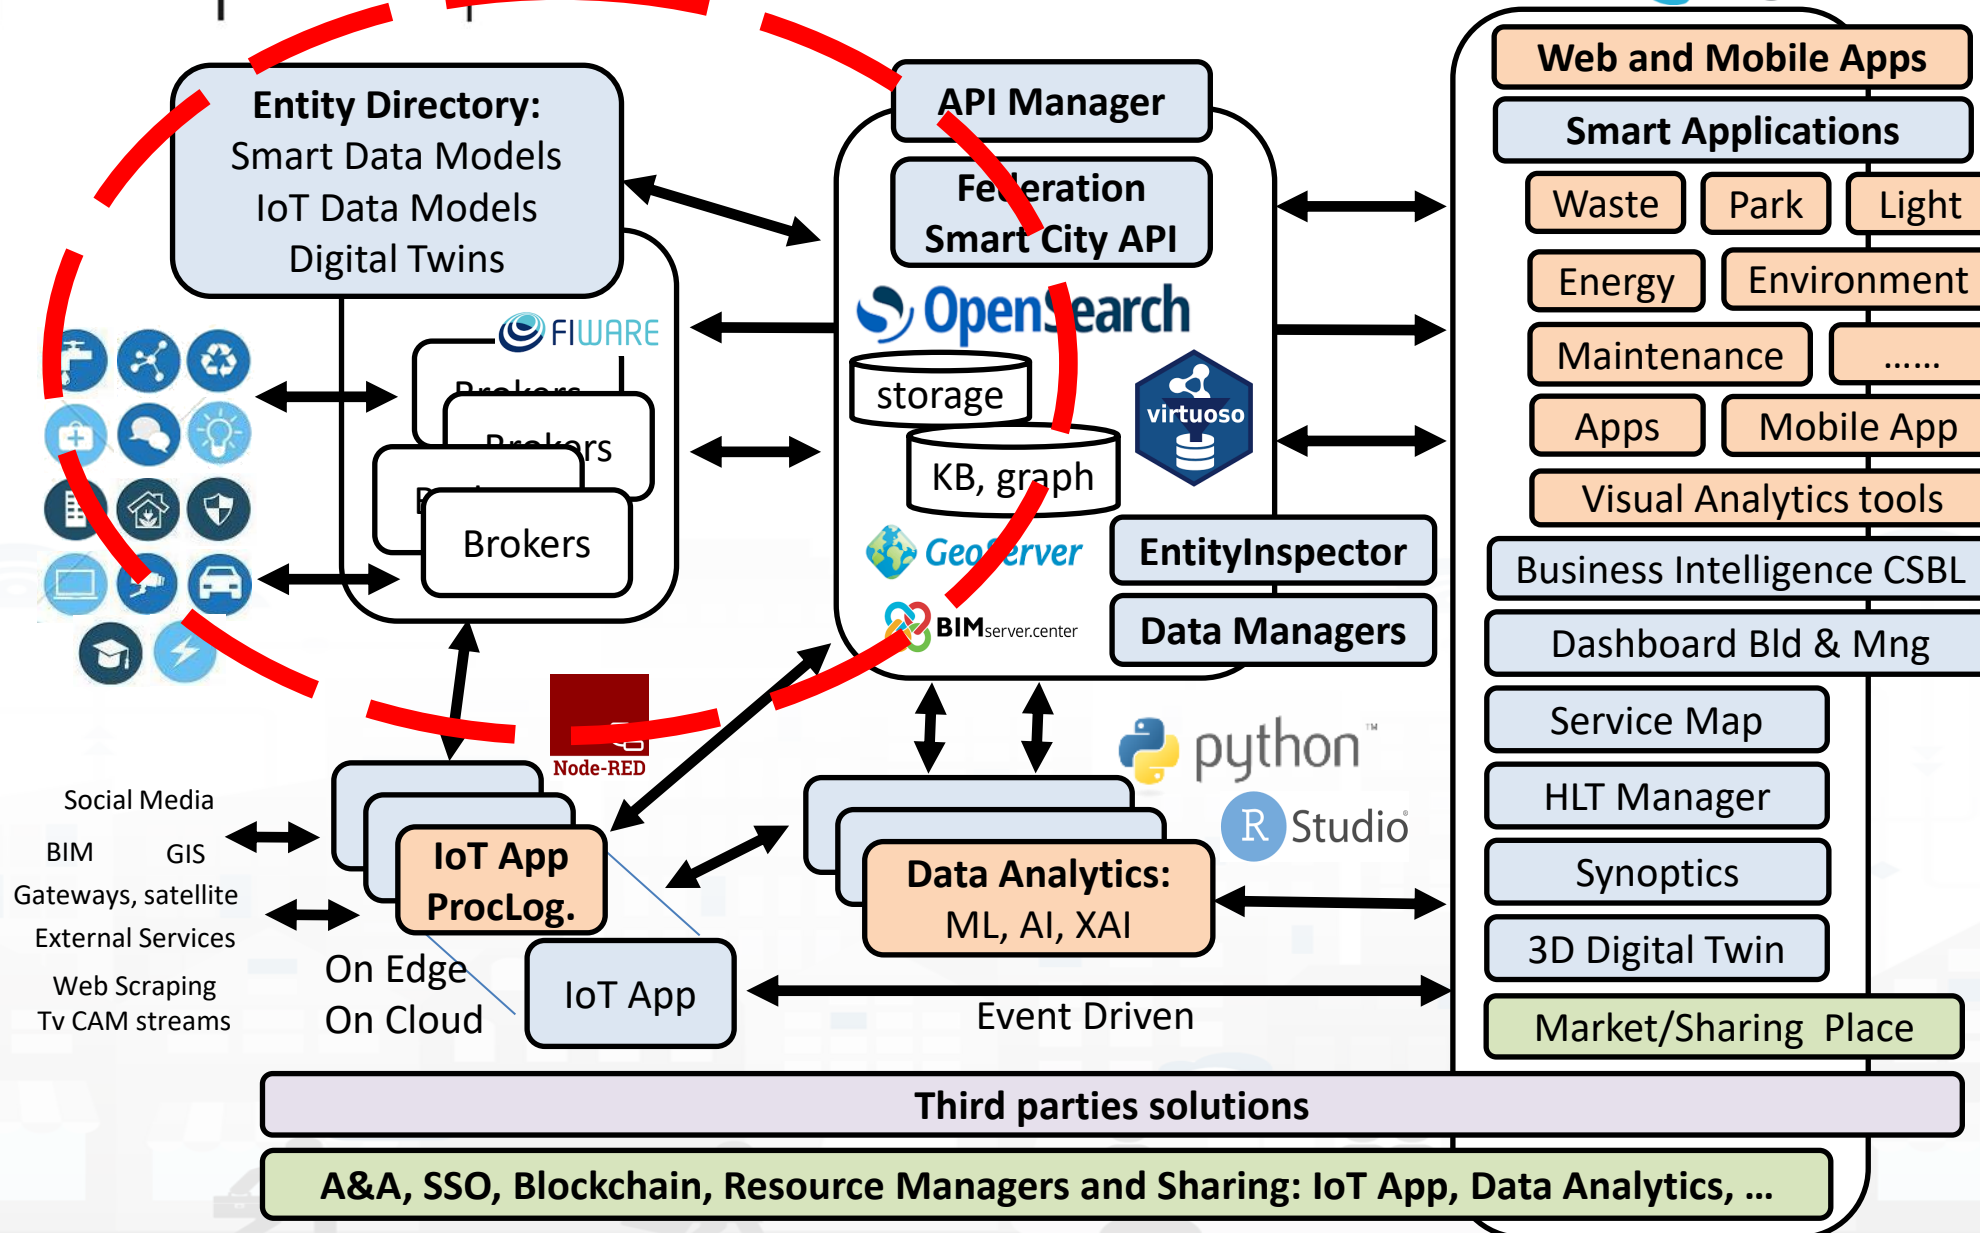 Entity Directory:
Smart Data Models
IoT Data Models
Digital Twins
FIWARE
Brokers
Brokers
Brokers
API Manager
Federation
Smart City API
OpenSearch
storage
virtuoso
KB, graph
GeoServer
EntityInspector
BIMserver.center
Data Managers
Node-RED
python™
R Studio
Social Media
BIM
GIS
Gateways, satellite
External Services
Web Scraping
Tv CAM streams
IoT App
ProcLog.
On Edge
On Cloud
IoT App
Data Analytics:
ML, AI, XAI
Event Driven
Web and Mobile Apps
Smart Applications
Waste
Park
Light
Energy
Environment
Maintenance
......
Apps
Mobile App
Visual Analytics tools
Business Intelligence CSBL
Dashboard Bld & Mng
Service Map
HLT Manager
Synoptics
3D Digital Twin
Market/Sharing Place
Third parties solutions
A&A, SSO, Blockchain, Resource Managers and Sharing: IoT App, Data Analytics, ...